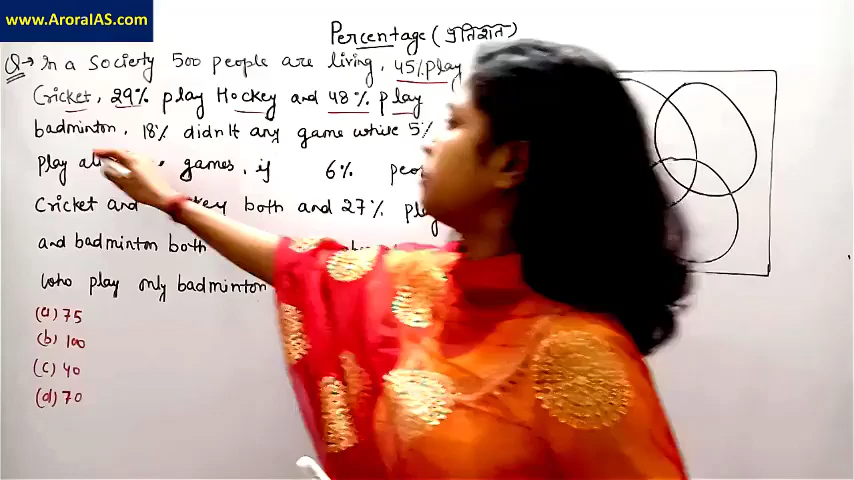 www.AroraIAS.com
Percentage (प्रतिशत)
Q→ In a Society 500 people are living, 45% play
Cricket, 29% play Hockey and 48% play
badminton, 18% didn't any game while 5%
Play games, if 6%
Cricket and both and 27%
and badminton both
who play only badminton
(a) 75
(b) 100
(c) 40
(d) 70